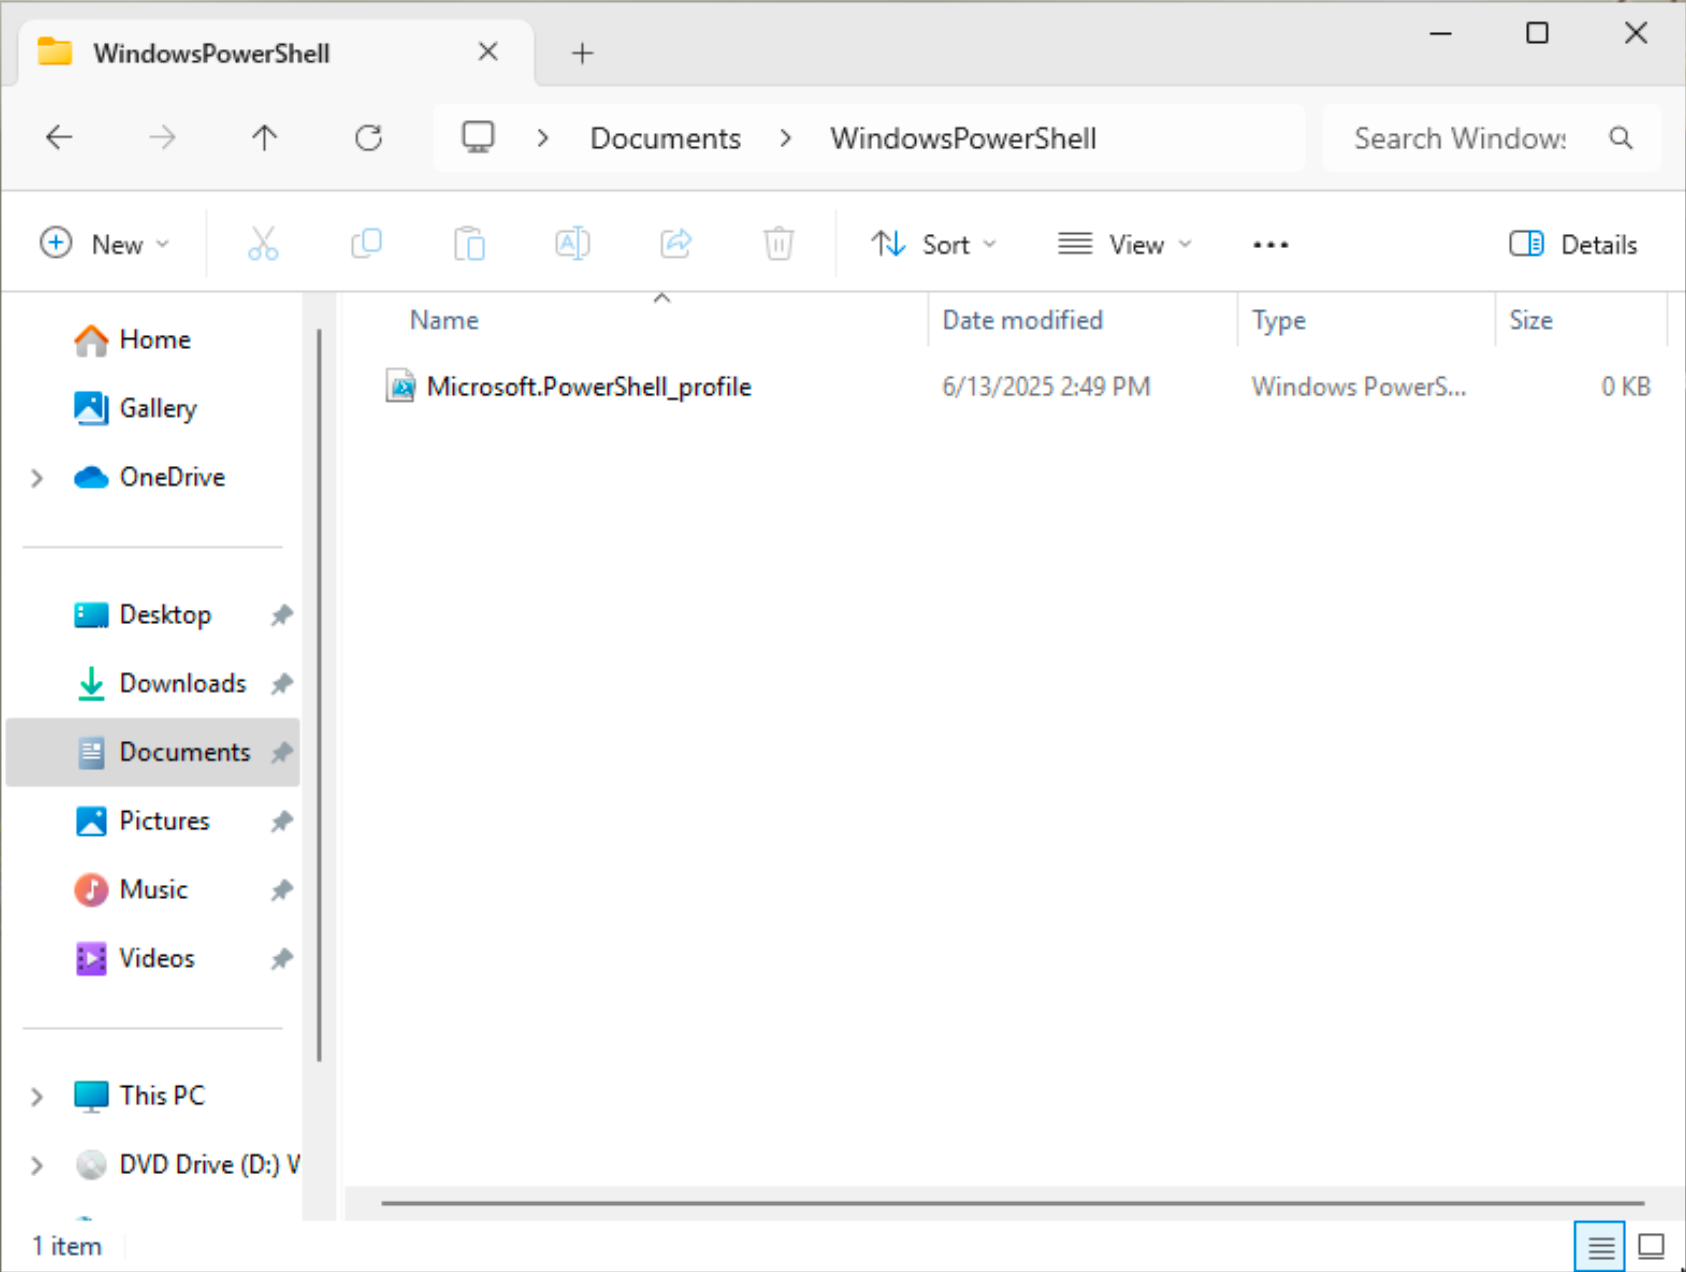 WindowsPowerShell
Documents
WindowsPowerShell
Search Windows
New
Sort
View
Details
Name
Date modified
Type
Size
Microsoft.PowerShell_profile
6/13/2025 2:49 PM
Windows PowerS...
0 KB
Home
Gallery
OneDrive
Desktop
Downloads
Documents
Pictures
Music
Videos
This PC
DVD Drive (D:) W
1 item